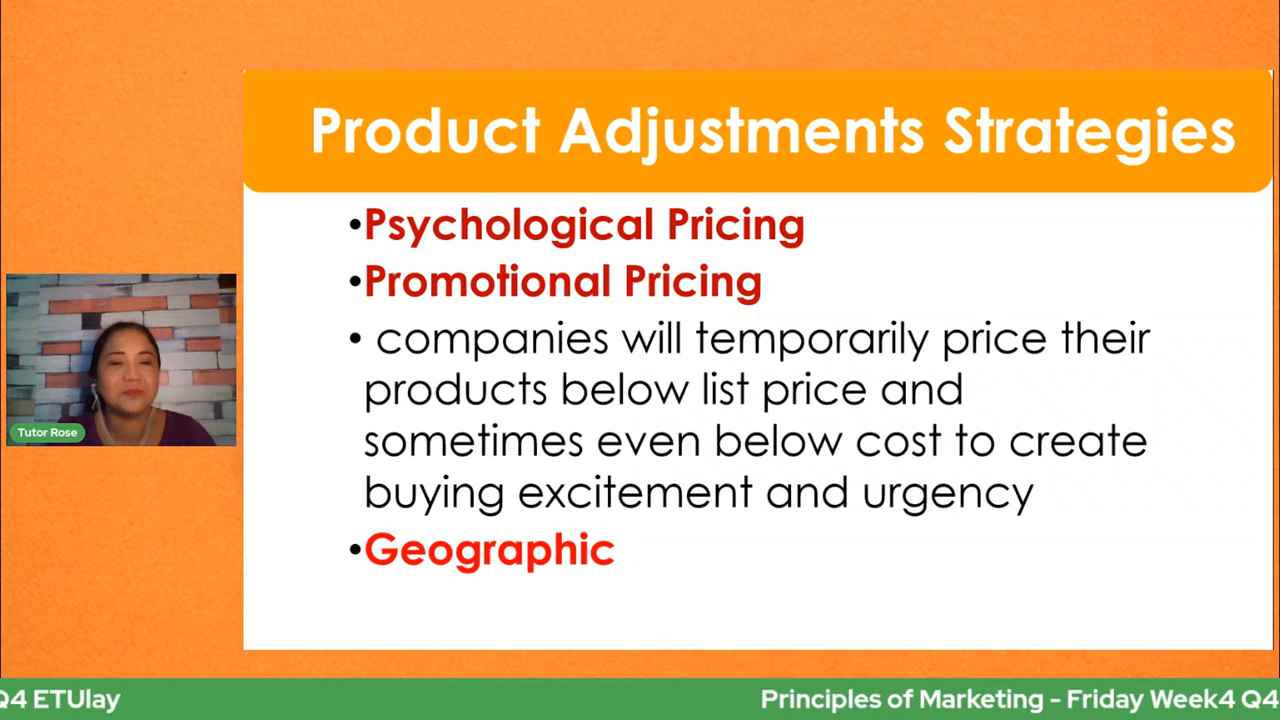 Product Adjustments Strategies
•Psychological Pricing
•Promotional Pricing
• companies will temporarily price their
products below list price and
sometimes even below cost to create
buying excitement and urgency
•Geographic
Tutor Rose
Q4 ETUlay
Principles of Marketing - Friday Week4 Q4